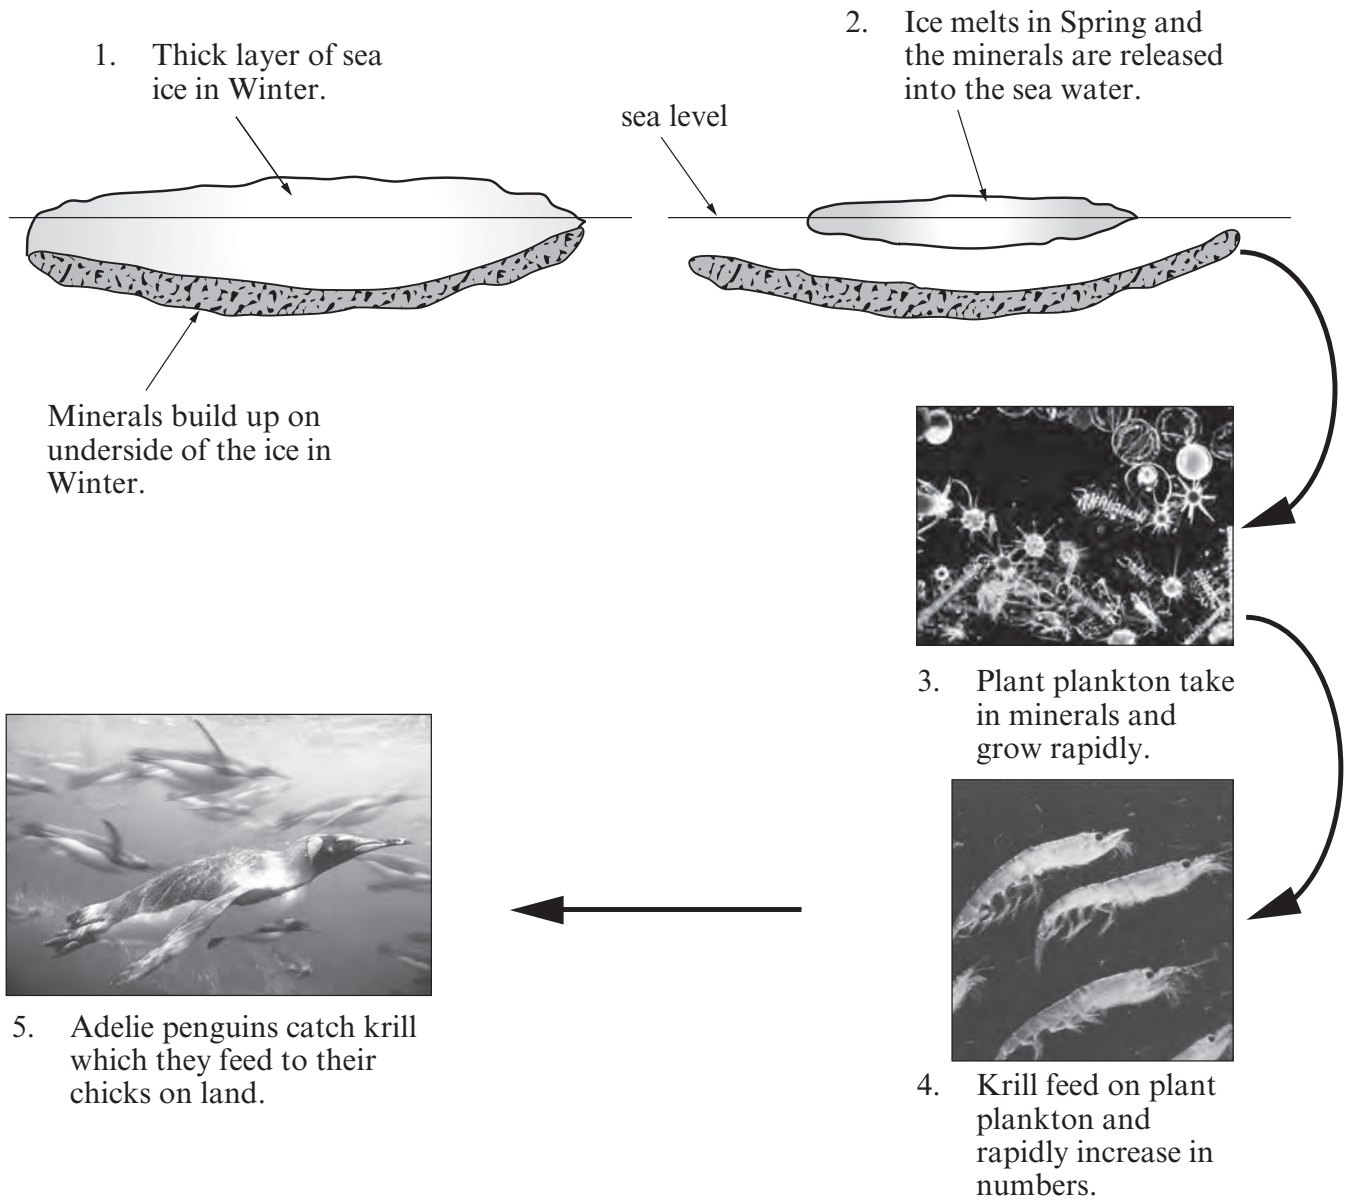 1. Thick layer of sea
ice in Winter.
Minerals build up on
underside of the ice in
Winter.
sea level
2. Ice melts in Spring and
the minerals are released
into the sea water.
3. Plant plankton take
in minerals and
grow rapidly.
4. Krill feed on plant
plankton and
rapidly increase in
numbers.
5. Adelie penguins catch krill
which they feed to their
chicks on land.